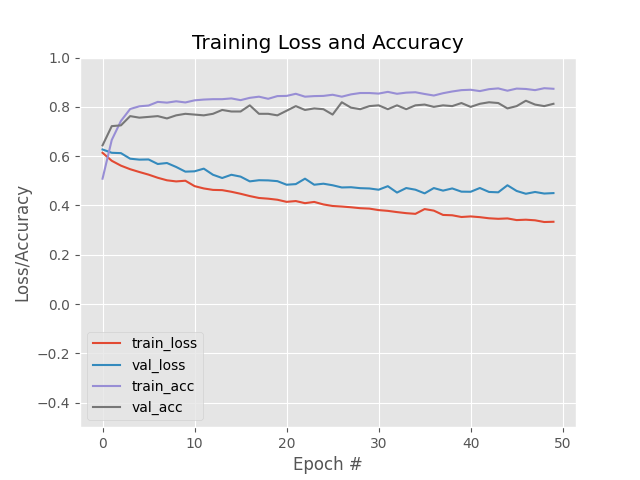 Training Loss and Accuracy
1.0
0.8
0.6
0.4
0.2
0.0
−0.2
−0.4
Loss/Accuracy
train_loss
val_loss
train_acc
val_acc
0 10 20 30 40 50
Epoch #